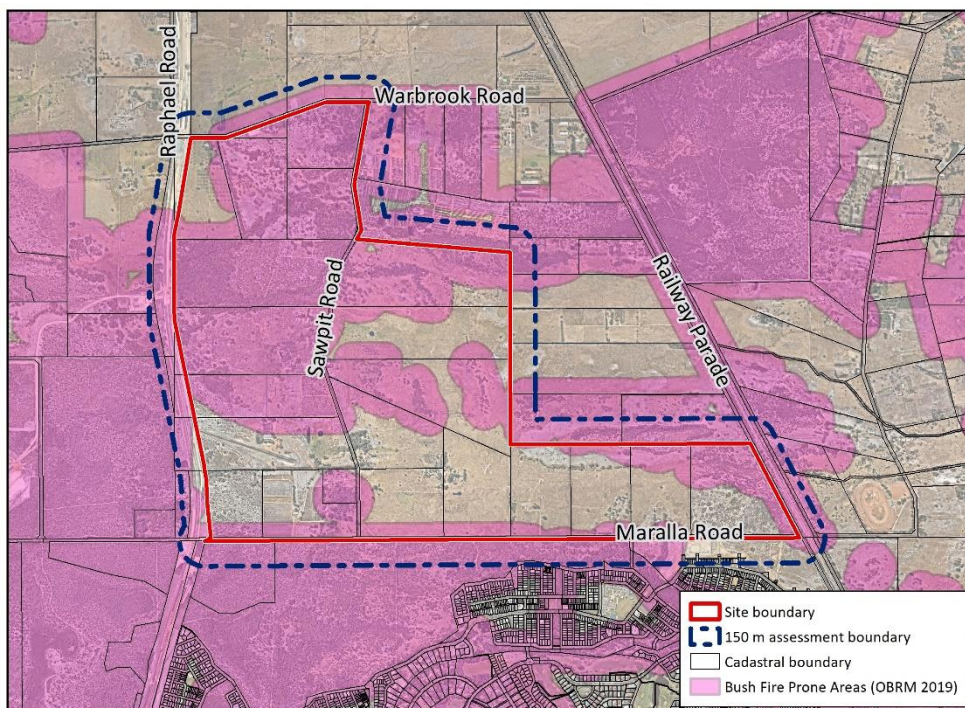 Raphael Road
Warbrook Road
Sawpit Road
Railway Parade
Maralla Road
Site boundary
150 m assessment boundary
Cadastral boundary
Bush Fire Prone Areas (OBRM 2019)